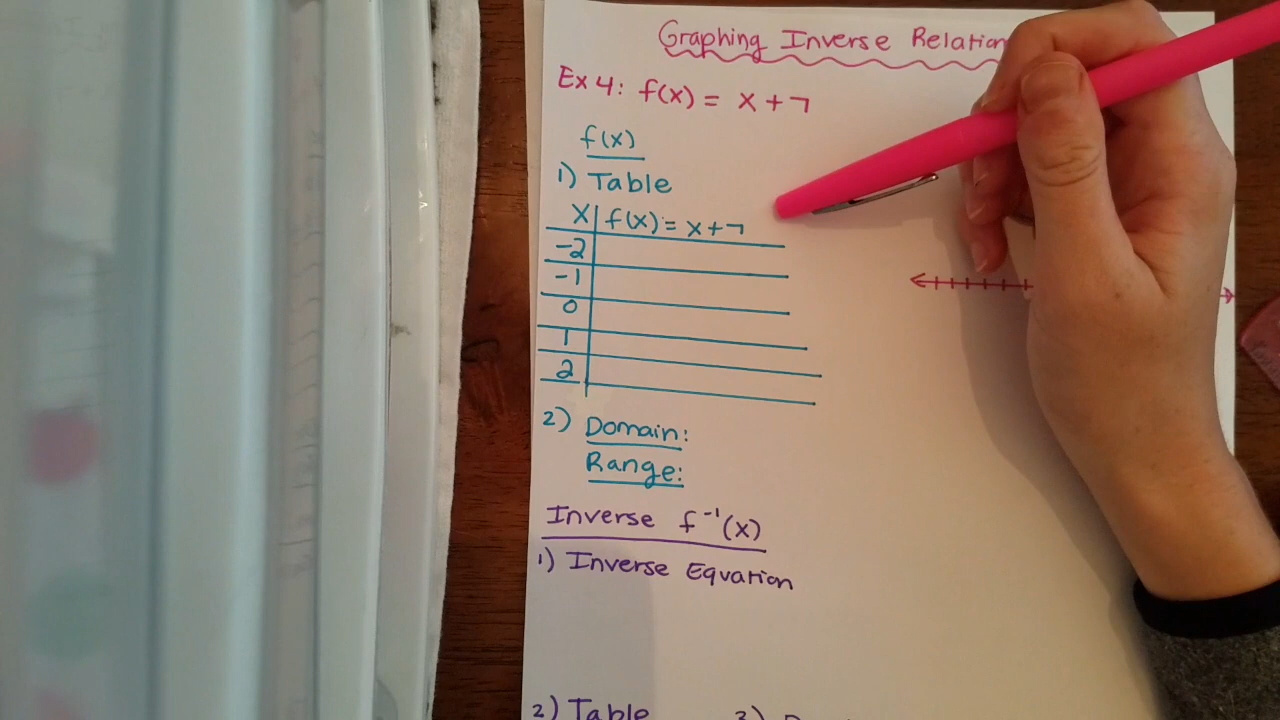 Graphing Inverse
Ex 4: f(x) = x + 7
f(x)
1) Table
x f(x) = x + 7
-2
-1
0
1
2
2) Domain:
Range:
Inverse f⁻¹(x)
1) Inverse Equation
2) Table 3)